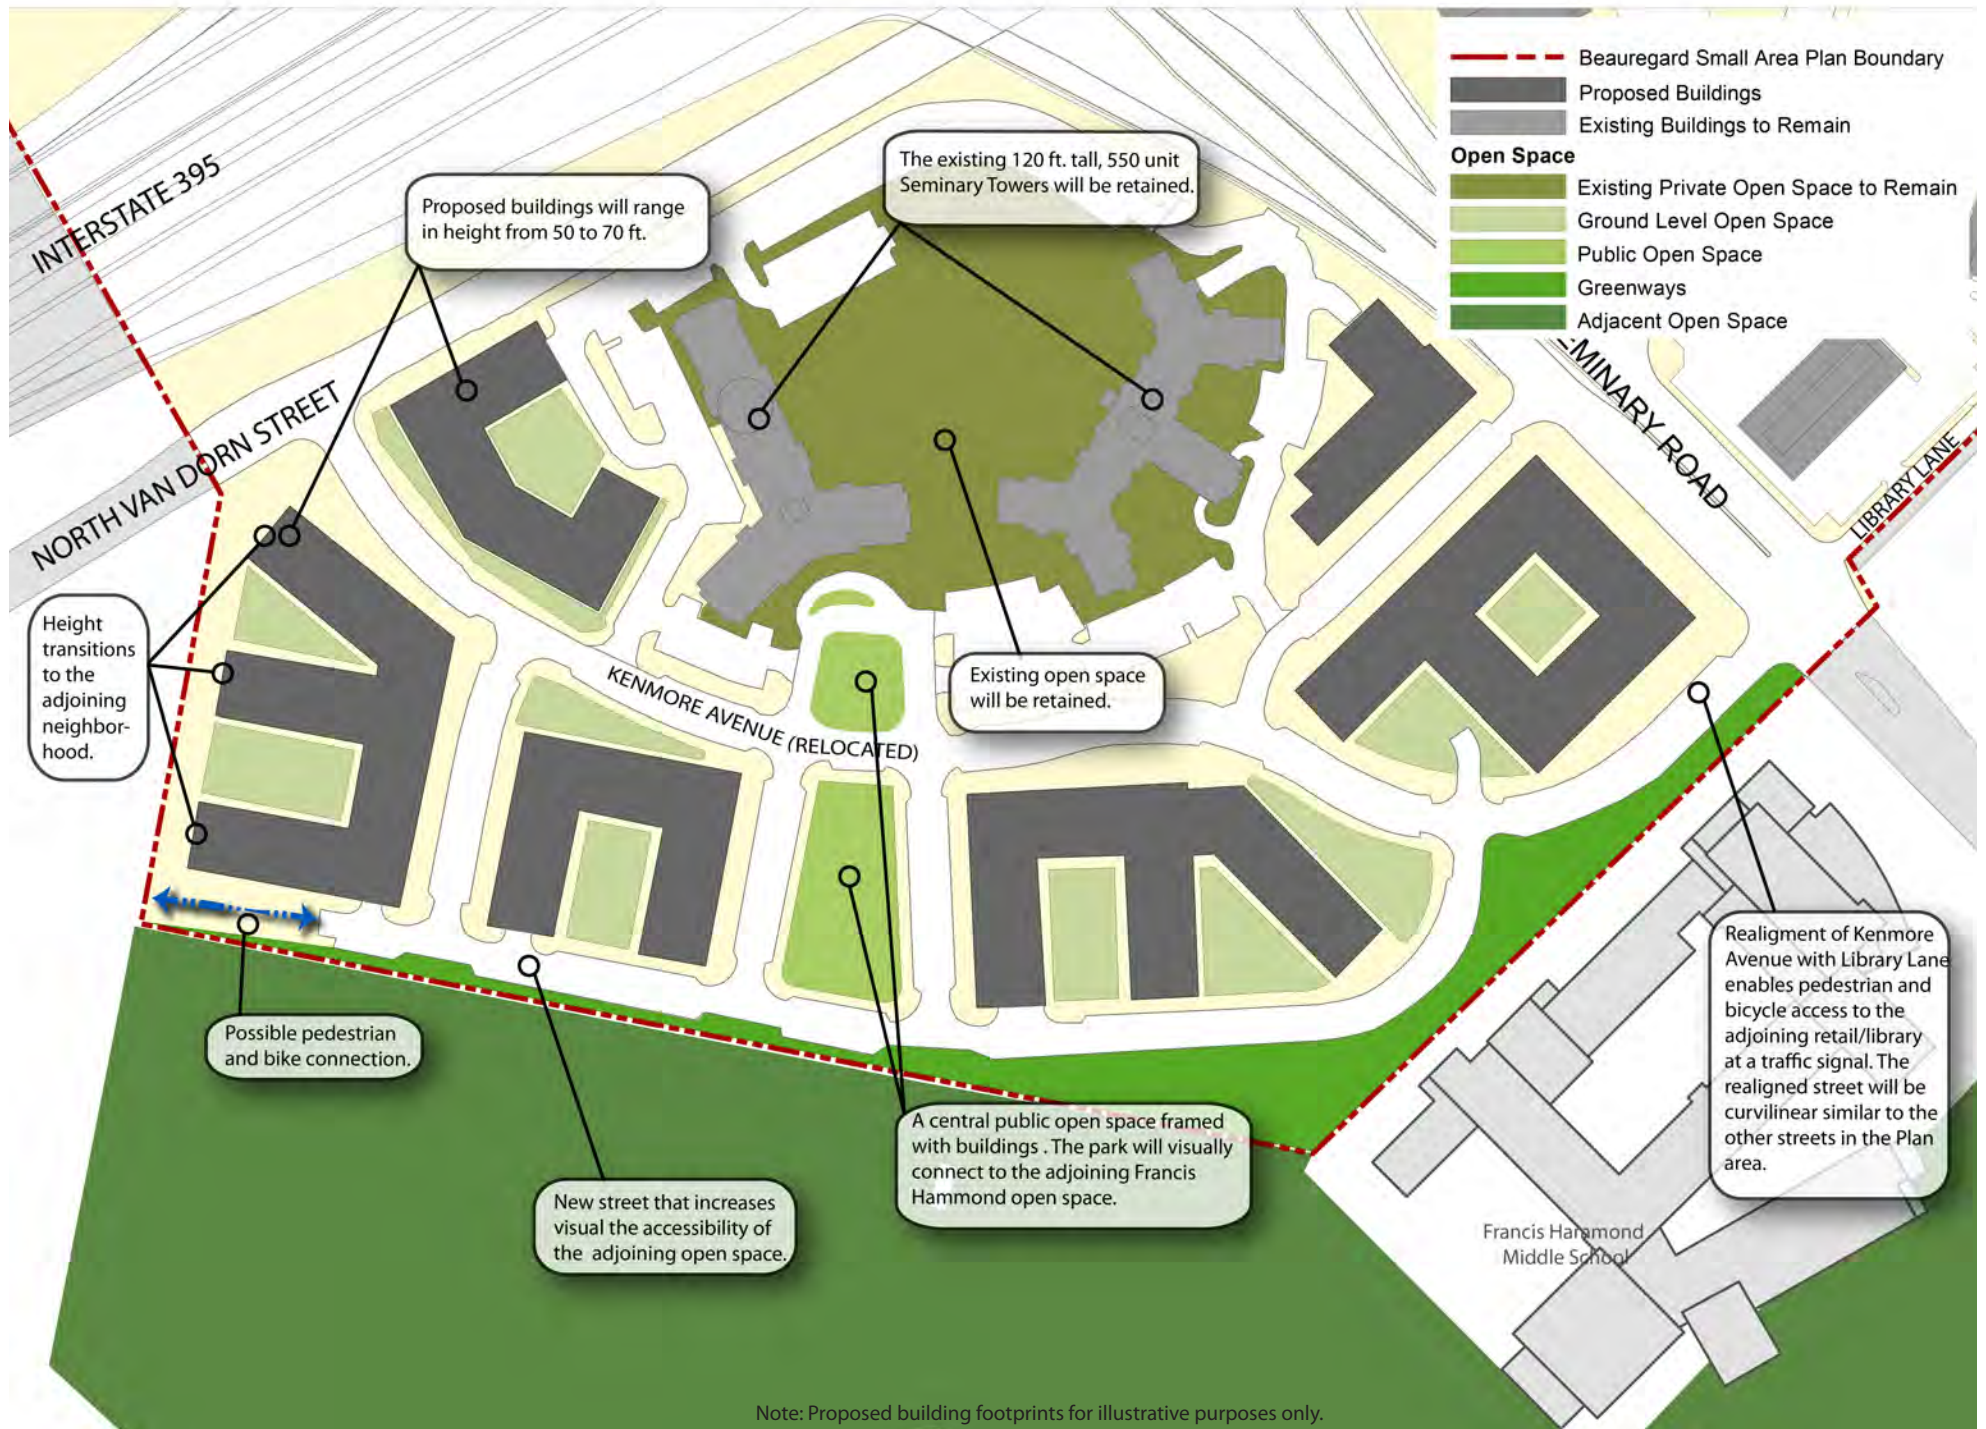 Beauregard Small Area Plan Boundary
Proposed Buildings
Existing Buildings to Remain
Open Space
Existing Private Open Space to Remain
Ground Level Open Space
Public Open Space
Greenways
Adjacent Open Space
INTERSTATE 395
The existing 120 ft. tall, 550 unit
Seminary Towers will be retained.
Proposed buildings will range
in height from 50 to 70 ft.
NORTH VAN DORN STREET
EMINARY ROAD
LIBRARY LANE
Height
transitions
to the
adjoining
neighbor-
hood.
Existing open space
will be retained.
KENMORE AVENUE (RELOCATED)
Realigment of Kenmore
Avenue with Library Lane
enables pedestrian and
bicycle access to the
adjoining retail/library
at a traffic signal. The
realigned street will be
curvilinear similar to the
other streets in the Plan
area.
Possible pedestrian
and bike connection.
A central public open space framed
with buildings . The park will visually
connect to the adjoining Francis
Hammond open space.
New street that increases
visual the accessibility of
the adjoining open space.
Francis Hammond
Middle School
Note: Proposed building footprints for illustrative purposes only.